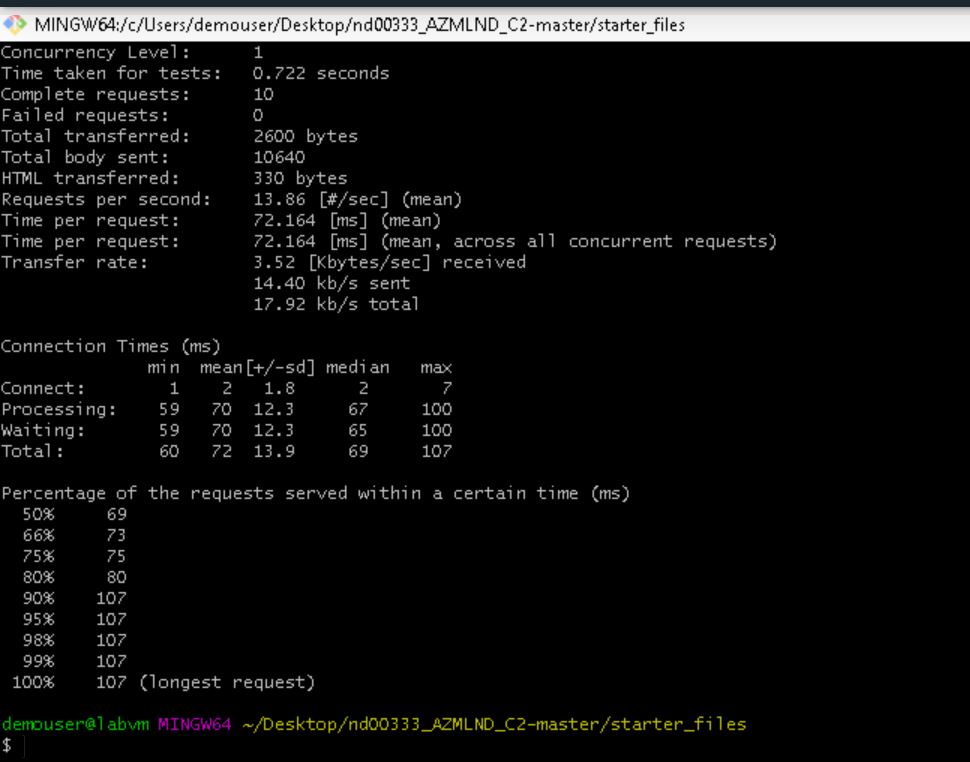 MINGW64:/c/Users/demouser/Desktop/nd00333_AZMLND_C2-master/starter_files
Concurrency Level:      1
Time taken for tests:   0.722 seconds
Complete requests:      10
Failed requests:        0
Total transferred:      2600 bytes
Total body sent:        10640
HTML transferred:       330 bytes
Requests per second:    13.86 [#/sec] (mean)
Time per request:       72.164 [ms] (mean)
Time per request:       72.164 [ms] (mean, across all concurrent requests)
Transfer rate:          3.52 [Kbytes/sec] received
                        14.40 kb/s sent
                        17.92 kb/s total
Connection Times (ms)
              min  mean[+/-sd] median   max
Connect:        1    2   1.8      2       7
Processing:    59   70  12.3     67     100
Waiting:       59   70  12.3     65     100
Total:         60   72  13.9     69     107
Percentage of the requests served within a certain time (ms)
  50%     69
  66%     73
  75%     75
  80%     80
  90%    107
  95%    107
  98%    107
  99%    107
 100%    107 (longest request)
demouser@labvm MINGW64 ~/Desktop/nd00333_AZMLND_C2-master/starter_files
$